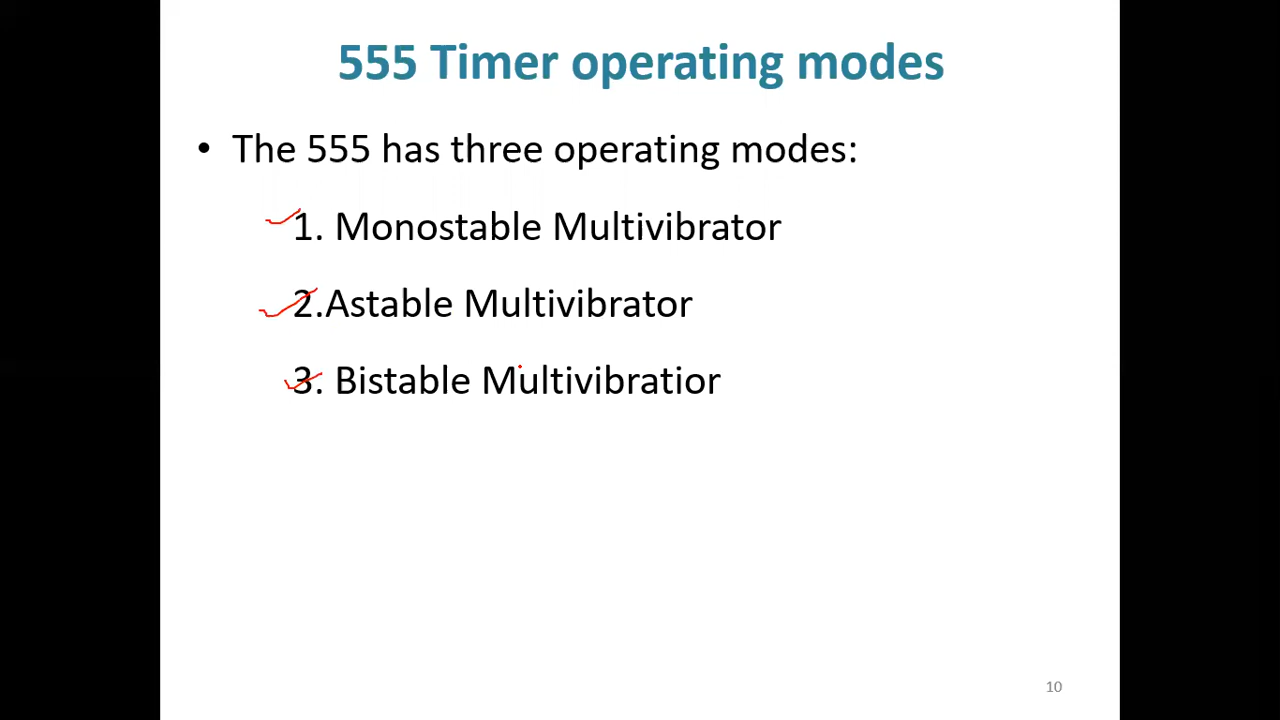 555 Timer operating modes
• The 555 has three operating modes:
1. Monostable Multivibrator
2.Astable Multivibrator
3. Bistable Multivibratior
10